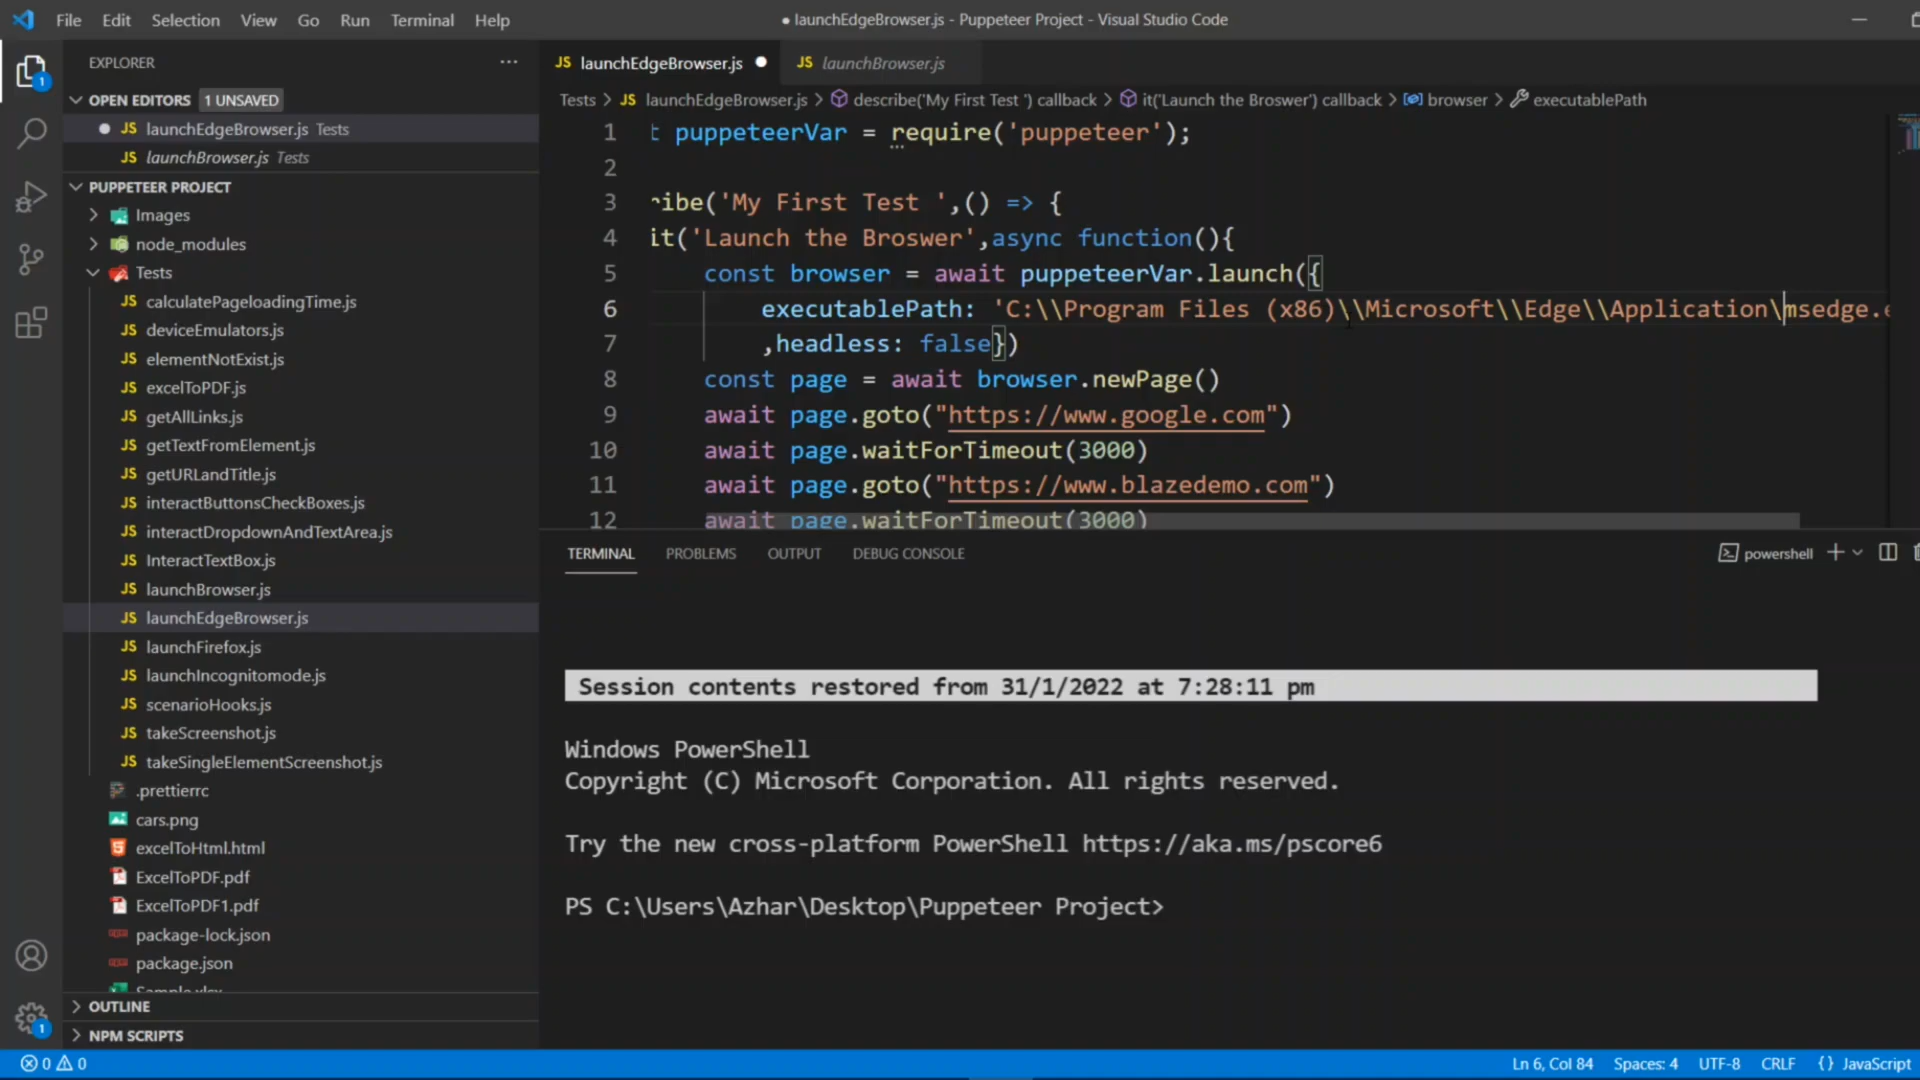 File Edit Selection View Go Run Terminal Help
● launchEdgeBrowser.js - Puppeteer Project - Visual Studio Code
EXPLORER ...
OPEN EDITORS 1 UNSAVED
JS launchEdgeBrowser.js Tests
JS launchBrowser.js Tests
PUPPETEER PROJECT
Images
node_modules
Tests
JS calculatePageloadingTime.js
JS deviceEmulators.js
JS elementNotExist.js
JS excelToPDF.js
JS getAllLinks.js
JS getTextFromElement.js
JS getURLandTitle.js
JS interactButtonsCheckBoxes.js
JS interactDropdownAndTextArea.js
JS InteractTextBox.js
JS launchBrowser.js
JS launchEdgeBrowser.js
JS launchFirefox.js
JS launchIncognitomode.js
JS scenarioHooks.js
JS takeScreenshot.js
JS takeSingleElementScreenshot.js
.prettierrc
cars.png
excelToHtml.html
ExcelToPDF.pdf
ExcelToPDF1.pdf
package-lock.json
package.json
Sample.xlsx
OUTLINE
NPM SCRIPTS
1
1
JS launchEdgeBrowser.js ● JS launchBrowser.js
Tests > JS launchEdgeBrowser.js > describe('My First Test ') callback > it('Launch the Broswer') callback > browser > executablePath
1 t puppeteerVar = require('puppeteer');
2
3 ribe('My First Test ',() => {
4 it('Launch the Broswer',async function(){
5 const browser = await puppeteerVar.launch({
6 executablePath: 'C:\\Program Files (x86)\\Microsoft\\Edge\\Application\msedge.e
7 ,headless: false})
8 const page = await browser.newPage()
9 await page.goto("https://www.google.com")
10 await page.waitForTimeout(3000)
11 await page.goto("https://www.blazedemo.com")
12 await page.waitForTimeout(3000)
TERMINAL PROBLEMS OUTPUT DEBUG CONSOLE powershell
Session contents restored from 31/1/2022 at 7:28:11 pm
Windows PowerShell
Copyright (C) Microsoft Corporation. All rights reserved.
Try the new cross-platform PowerShell https://aka.ms/pscore6
PS C:\Users\Azhar\Desktop\Puppeteer Project>
0 0 Ln 6, Col 84 Spaces: 4 UTF-8 CRLF {} JavaScript